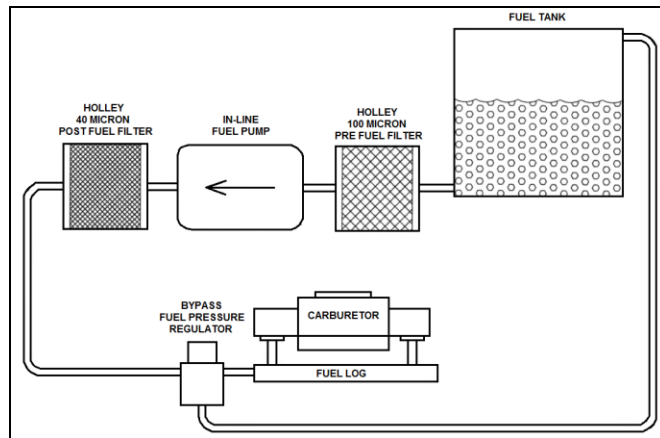 FUEL TANK
HOLLEY
40 MICRON
POST FUEL FILTER
IN-LINE
FUEL PUMP
HOLLEY
100 MICRON
PRE FUEL FILTER
BYPASS
FUEL PRESSURE
REGULATOR
CARBURETOR
FUEL LOG